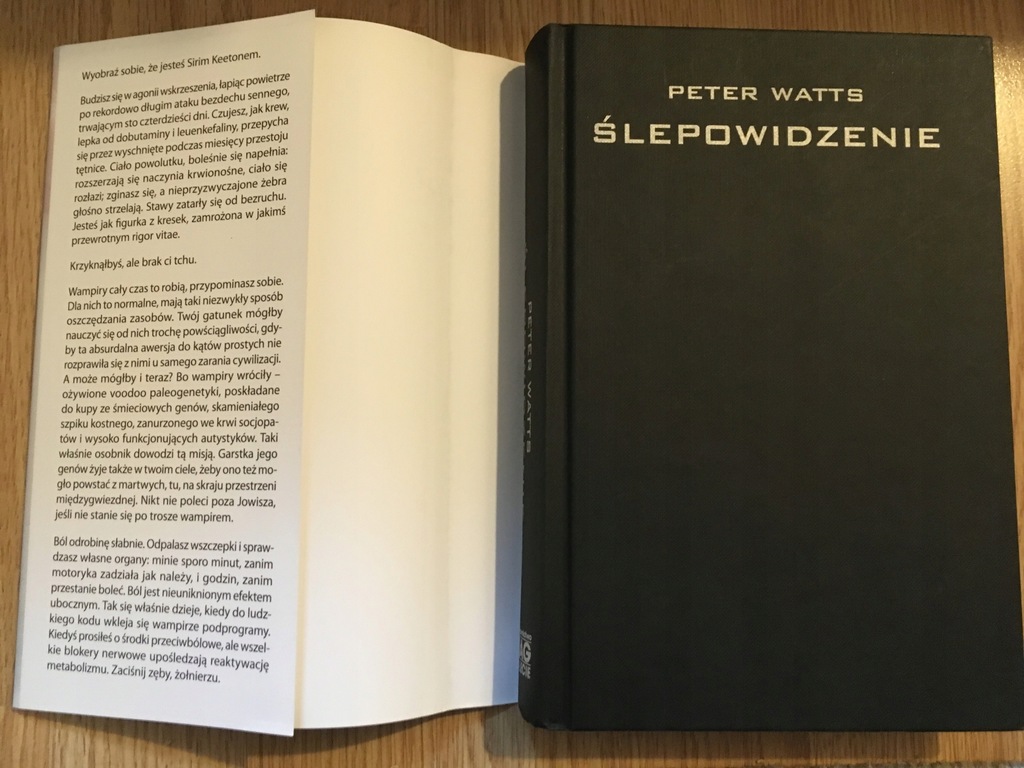 Wyobraź sobie, że jesteś Sirim Keetonem.
Budzisz się w agonii wskrzeszenia, łapiąc powietrze
po rekordowo długim ataku bezdechu sennego,
trwającym sto czterdzieści dni. Czujesz, jak krew,
lepka od dobutaminy i leuenkefaliny, przepycha
się przez wyschnięte podczas miesięcy przestoju
tętnice. Ciało powolutku, boleśnie się napełnia:
rozszerzają się naczynia krwionośne, ciało się
rozłazi; zginasz się, a nieprzyzwyczajone żebra
głośno strzelają. Stawy zatarły się od bezruchu.
Jesteś jak figurka z kresek, zamrożona w jakimś
przewrotnym rigor vitae.
Krzyknąłbyś, ale brak ci tchu.
Wampiry cały czas to robią, przypominasz sobie.
Dla nich to normalne, mają taki niezwykły sposób
oszczędzania zasobów. Twój gatunek mógłby
nauczyć się od nich trochę powściągliwości, gdy-
by ta absurdalna awersja do kątów prostych nie
rozprawiła się z nimi u samego zarania cywilizacji.
A może mógłby i teraz? Bo wampiry wróciły –
ożywione voodoo paleogenetyki, poskładane
do kupy ze śmieciowych genów, skamieniałego
szpiku kostnego, zanurzonego we krwi socjopa-
tów i wysoko funkcjonujących autystyków. Taki
właśnie osobnik dowodzi tą misją. Garstka jego
genów żyje także w twoim ciele, żeby ono też mo-
gło powstać z martwych, tu, na skraju przestrzeni
międzygwiezdnej. Nikt nie poleci poza Jowisza,
jeśli nie stanie się po trosze wampirem.
Ból odrobinę słabnie. Odpalasz wszczepki i spraw-
dzasz własne organy: minie sporo minut, zanim
motoryka zadziała jak należy, i godzin, zanim
przestanie boleć. Ból jest nieuniknionym efektem
ubocznym. Tak się właśnie dzieje, kiedy do ludz-
kiego kodu wkleja się wampirze podprogramy.
Kiedyś prosiłeś o środki przeciwbólowe, ale wszel-
kie blokery nerwowe upośledzają reaktywację
metabolizmu. Zaciśnij zęby, żołnierzu.
PETER WATTS
PETER WATTS
ŚLEPOWIDZENIE